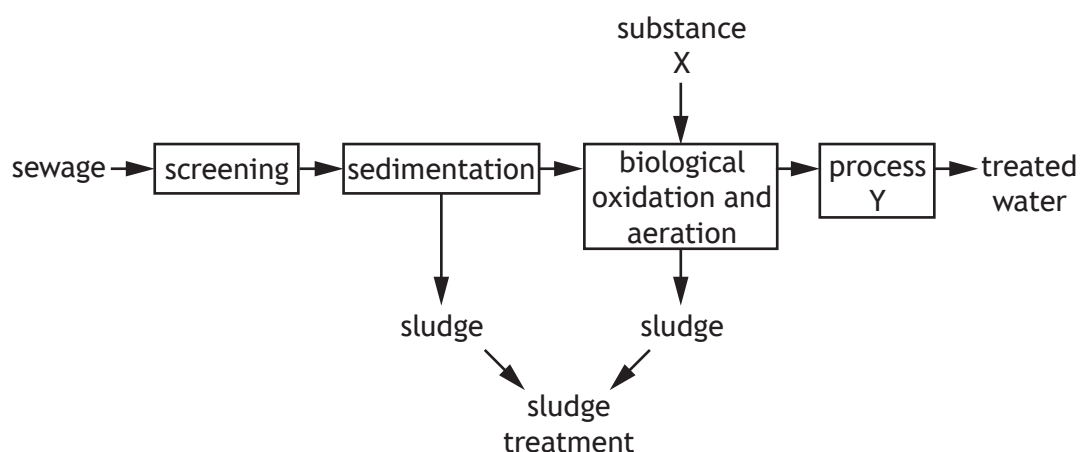 substance
X
sewage
screening
sedimentation
biological
oxidation and
aeration
process
Y
treated
water
sludge
sludge
sludge
treatment